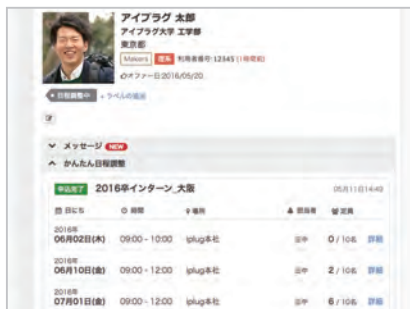 アイプラグ 太郎
アイプラグ大学 工学部
東京都
Makers 理系 利用者番号:12345 (1時間前)
オファー日:2016/05/20
日程調整中 + ラベルの追加
メッセージ NEW
かんたん日程調整
申込完了 2016卒インターン_大阪 05月11日14:40
日にち 時間 場所 担当者 定員
2016年
06月02日(木) 09:00 - 10:00 iplug本社 田中 0 / 10名 詳細
2016年
06月10日(金) 09:00 - 12:00 iplug本社 田中 2 / 10名 詳細
2016年
07月01日(金) 09:00 - 12:00 iplug本社 田中 6 / 10名 詳細